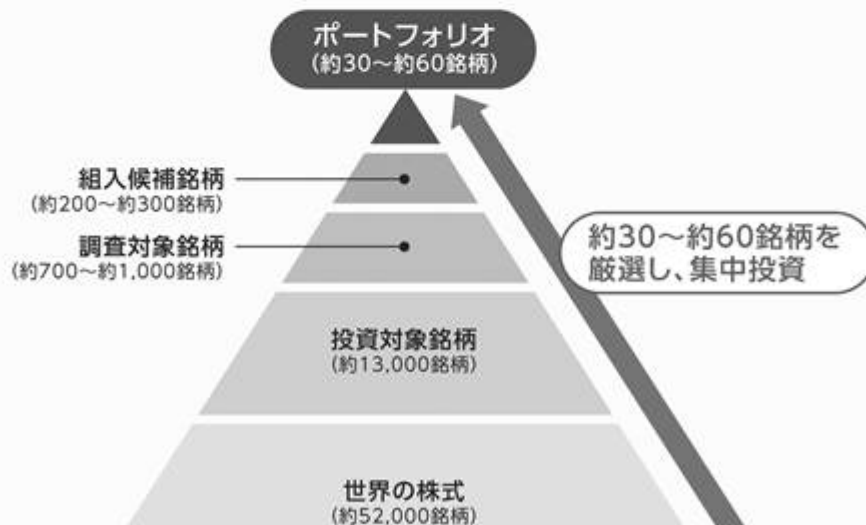 ポートフォリオ
(約30～約60銘柄)
組入候補銘柄
(約200～約300銘柄)
調査対象銘柄
(約700～約1,000銘柄)
約30～約60銘柄を
厳選し、集中投資
投資対象銘柄
(約13,000銘柄)
世界の株式
(約52,000銘柄)